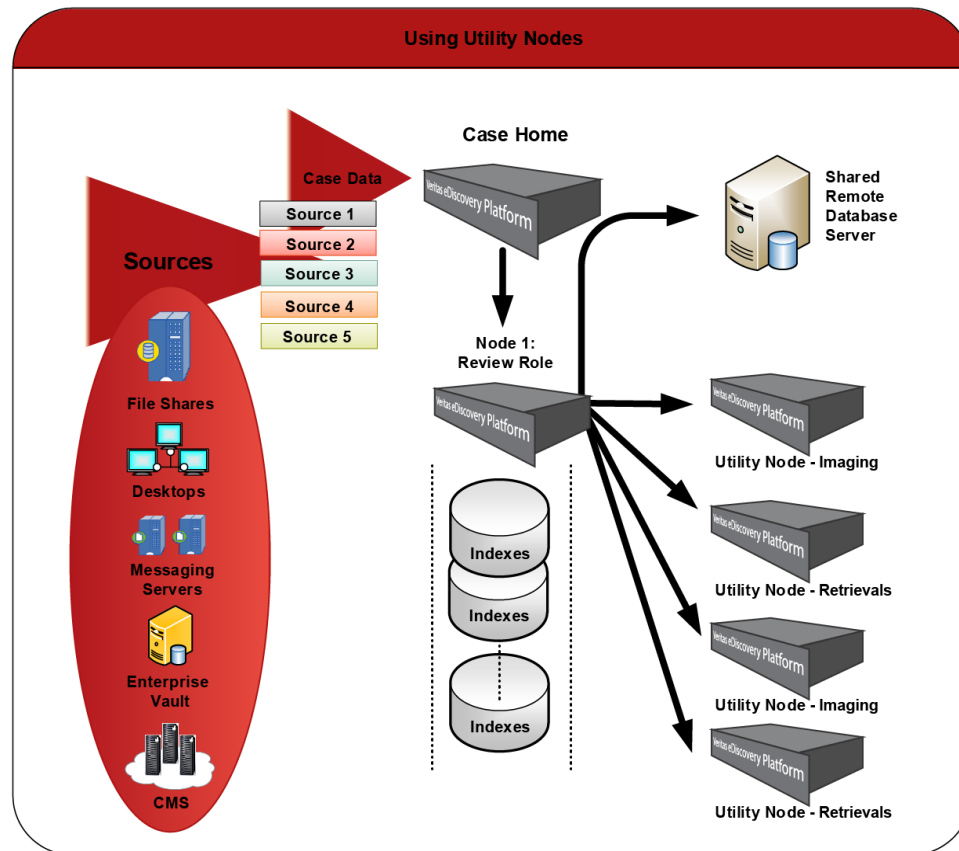 Using Utility Nodes
Case Home
Case Data
Veritas eDiscovery Platform
Shared
Remote
Database
Server
Source 1
Source 2
Source 3
Source 4
Source 5
Sources
File Shares
Desktops
Messaging
Servers
Enterprise
Vault
CMS
Node 1:
Review Role
Veritas eDiscovery Platform
Indexes
Indexes
Indexes
Veritas eDiscovery Platform
Utility Node - Imaging
Veritas eDiscovery Platform
Utility Node - Retrievals
Veritas eDiscovery Platform
Utility Node - Imaging
Veritas eDiscovery Platform
Utility Node - Retrievals